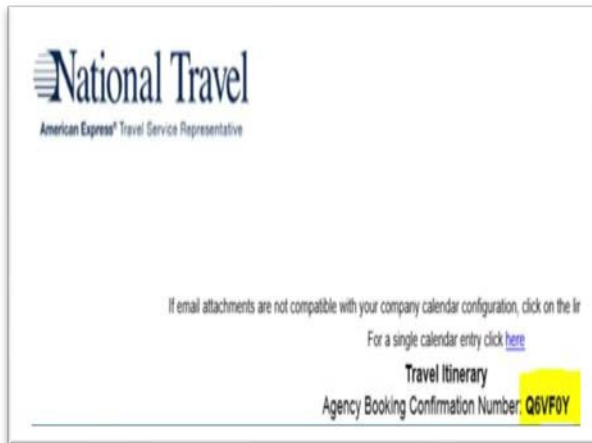 National Travel
American Express® Travel Service Representative
If email attachments are not compatible with your company calendar configuration, click on the
For a single calendar entry click here
Travel Itinerary
Agency Booking Confirmation Number: Q6VF0Y